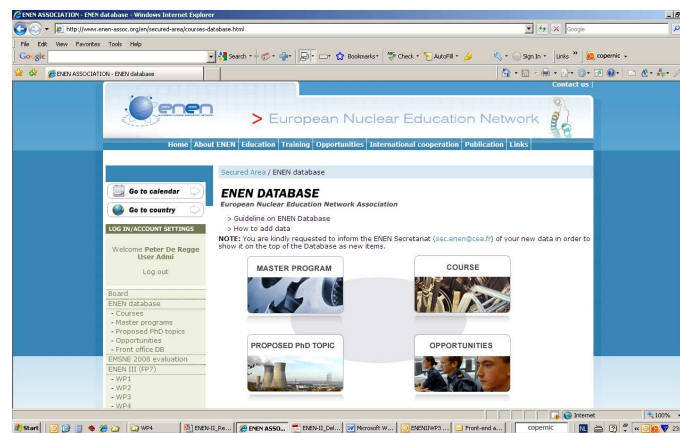 ENEN ASSOCIATION - ENEN database - Windows Internet Explorer
http://www.enen-assoc.org/en/secured-area/courses-database.html
Google
File Edit View Favorites Tools Help
Google Search Bookmarks Check AutoFill Sign In Links copernic
ENEN ASSOCIATION - ENEN database
Contact us |
enen
> European Nuclear Education Network
Home | About ENEN | Education | Training | Opportunities | International cooperation | Publication | Links
Secured Area / ENEN database
Go to calendar
Go to country
ENEN DATABASE
European Nuclear Education Network Association
> Guideline on ENEN Database
> How to add data
NOTE: You are kindly requested to inform the ENEN Secretariat (sec.enen@cea.fr) of your new data in order to
show it on the top of the Database as new items.
LOG IN/ACCOUNT SETTINGS
Welcome Peter De Regge
User Admi
Log out
MASTER PROGRAM
COURSE
PROPOSED PhD TOPIC
OPPORTUNITIES
Board
ENEN database
- Courses
- Master programs
- Proposed PhD topics
- Opportunities
- Front office DB
EMSNE 2008 evaluation
ENEN III (FP7)
- WP1
- WP2
- WP3
- WP4
Internet 100%
Start WP4 ENEN-II_Re... ENEN ASSO... ENEN-II_Del... Microsoft W... ENENIIWP3 ... Front-end a... copernic NL 23